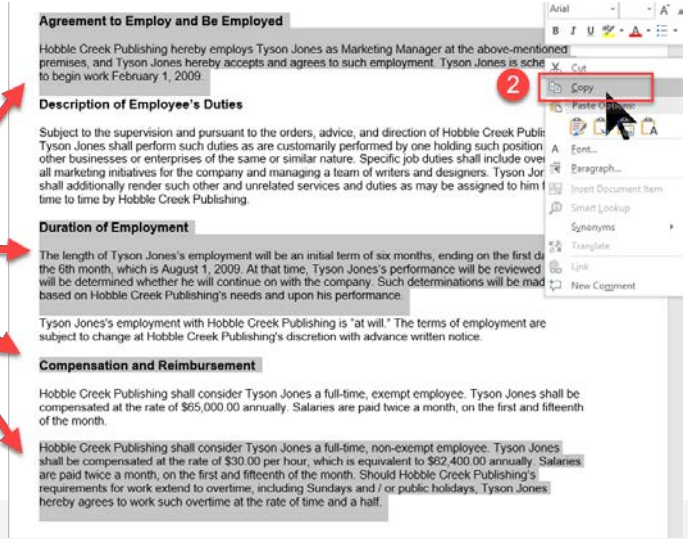 Agreement to Employ and Be Employed
Hobble Creek Publishing hereby employs Tyson Jones as Marketing Manager at the above-mentioned
premises, and Tyson Jones hereby accepts and agrees to such employment. Tyson Jones is sche
to begin work February 1, 2009.
Description of Employee's Duties
Subject to the supervision and pursuant to the orders, advice, and direction of Hobble Creek Publis
Tyson Jones shall perform such duties as are customarily performed by one holding such position
other businesses or enterprises of the same or similar nature. Specific job duties shall include over
all marketing initiatives for the company and managing a team of writers and designers. Tyson Jor
shall additionally render such other and unrelated services and duties as may be assigned to him f
time to time by Hobble Creek Publishing.
Duration of Employment
The length of Tyson Jones's employment will be an initial term of six months, ending on the first da
the 6th month, which is August 1, 2009. At that time, Tyson Jones's performance will be reviewed
will be determined whether he will continue on with the company. Such determinations will be mad
based on Hobble Creek Publishing's needs and upon his performance.
Tyson Jones's employment with Hobble Creek Publishing is "at will." The terms of employment are
subject to change at Hobble Creek Publishing's discretion with advance written notice.
Compensation and Reimbursement
Hobble Creek Publishing shall consider Tyson Jones a full-time, exempt employee. Tyson Jones shall be
compensated at the rate of $65,000.00 annually. Salaries are paid twice a month, on the first and fifteenth
of the month.
Hobble Creek Publishing shall consider Tyson Jones a full-time, non-exempt employee. Tyson Jones
shall be compensated at the rate of $30.00 per hour, which is equivalent to $62,400.00 annually. Salaries
are paid twice a month, on the first and fifteenth of the month. Should Hobble Creek Publishing's
requirements for work extend to overtime, including Sundays and / or public holidays, Tyson Jones
hereby agrees to work such overtime at the rate of time and a half.
Arial
B I U
2
Cut
Copy
Paste Options:
Font...
Paragraph...
Insert Document Item
Smart Lookup
Synonyms
Translate
Link
New Comment